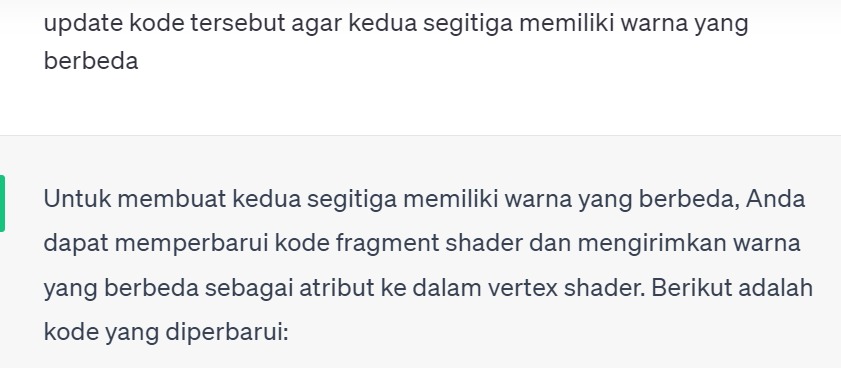 update kode tersebut agar kedua segitiga memiliki warna yang
berbeda
Untuk membuat kedua segitiga memiliki warna yang berbeda, Anda
dapat memperbarui kode fragment shader dan mengirimkan warna
yang berbeda sebagai atribut ke dalam vertex shader. Berikut adalah
kode yang diperbarui: